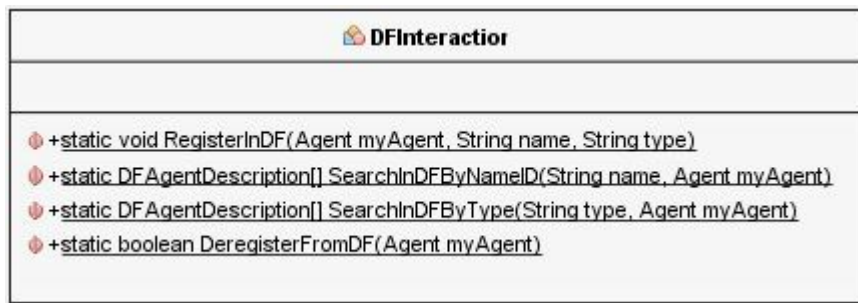 DFInteraction
+static void RegisterInDF(Agent myAgent, String name, String type)
+static DFAgentDescription[] SearchInDFByNameID(String name, Agent myAgent)
+static DFAgentDescription[] SearchInDFByType(String type, Agent myAgent)
+static boolean DeregisterFromDF(Agent myAgent)